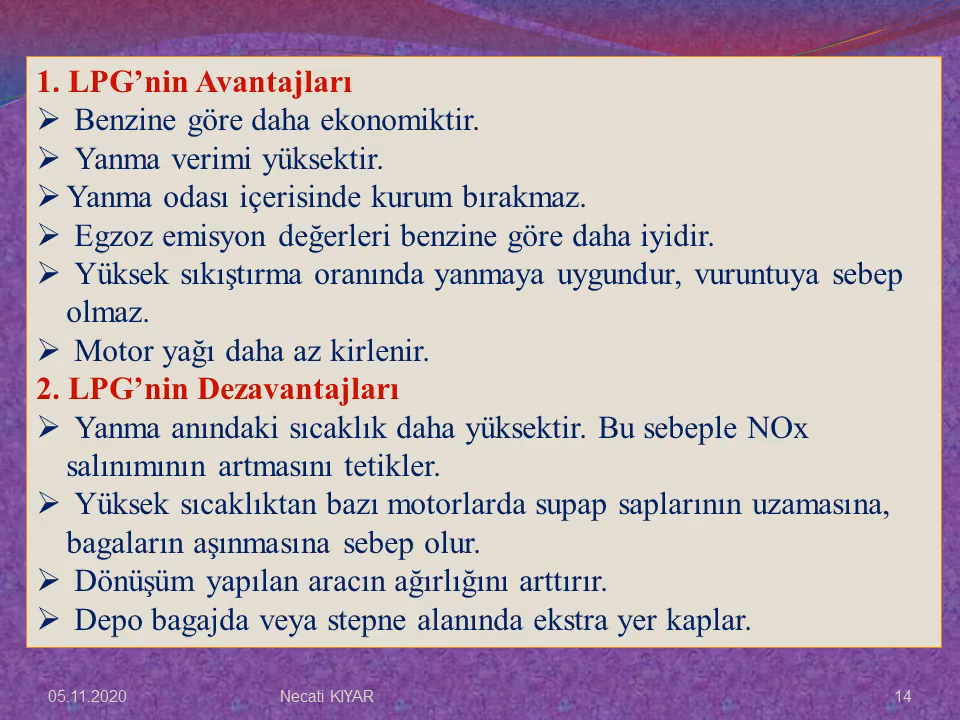 1. LPG’nin Avantajları
➢ Benzine göre daha ekonomiktir.
➢ Yanma verimi yüksektir.
➢ Yanma odası içerisinde kurum bırakmaz.
➢ Egzoz emisyon değerleri benzine göre daha iyidir.
➢ Yüksek sıkıştırma oranında yanmaya uygundur, vuruntuya sebep
olmaz.
➢ Motor yağı daha az kirlenir.
2. LPG’nin Dezavantajları
➢ Yanma anındaki sıcaklık daha yüksektir. Bu sebeple NOx
salınımının artmasını tetikler.
➢ Yüksek sıcaklıktan bazı motorlarda supap saplarının uzamasına,
bagaların aşınmasına sebep olur.
➢ Dönüşüm yapılan aracın ağırlığını arttırır.
➢ Depo bagajda veya stepne alanında ekstra yer kaplar.
05.11.2020 Necati KIYAR 14